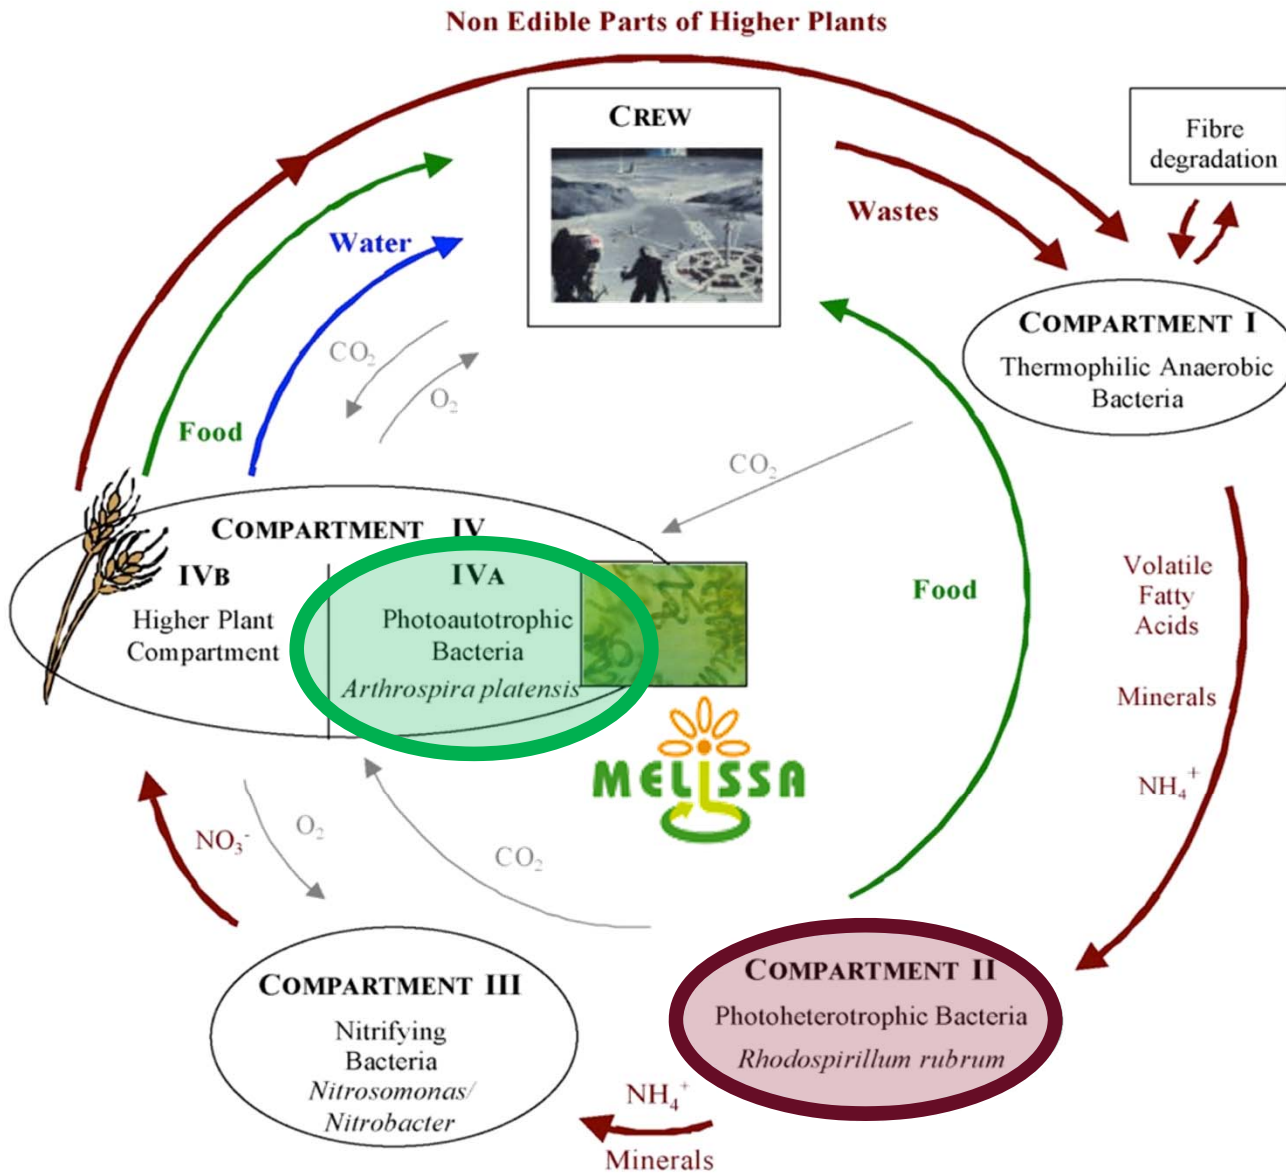 Non Edible Parts of Higher Plants
CREW
Fibre
degradation
Wastes
Water
CO₂
O₂
Food
COMPARTMENT I
Thermophilic Anaerobic
Bacteria
CO₂
COMPARTMENT IV
IVB
Higher Plant
Compartment
IVA
Photoautotrophic
Bacteria
Arthrospira platensis
Food
Volatile
Fatty
Acids
Minerals
NH₄⁺
MELISSA
NO₃⁻
O₂
CO₂
COMPARTMENT III
Nitrifying
Bacteria
Nitrosomonas/
Nitrobacter
COMPARTMENT II
Photoheterotrophic Bacteria
Rhodospirillum rubrum
NH₄⁺
Minerals